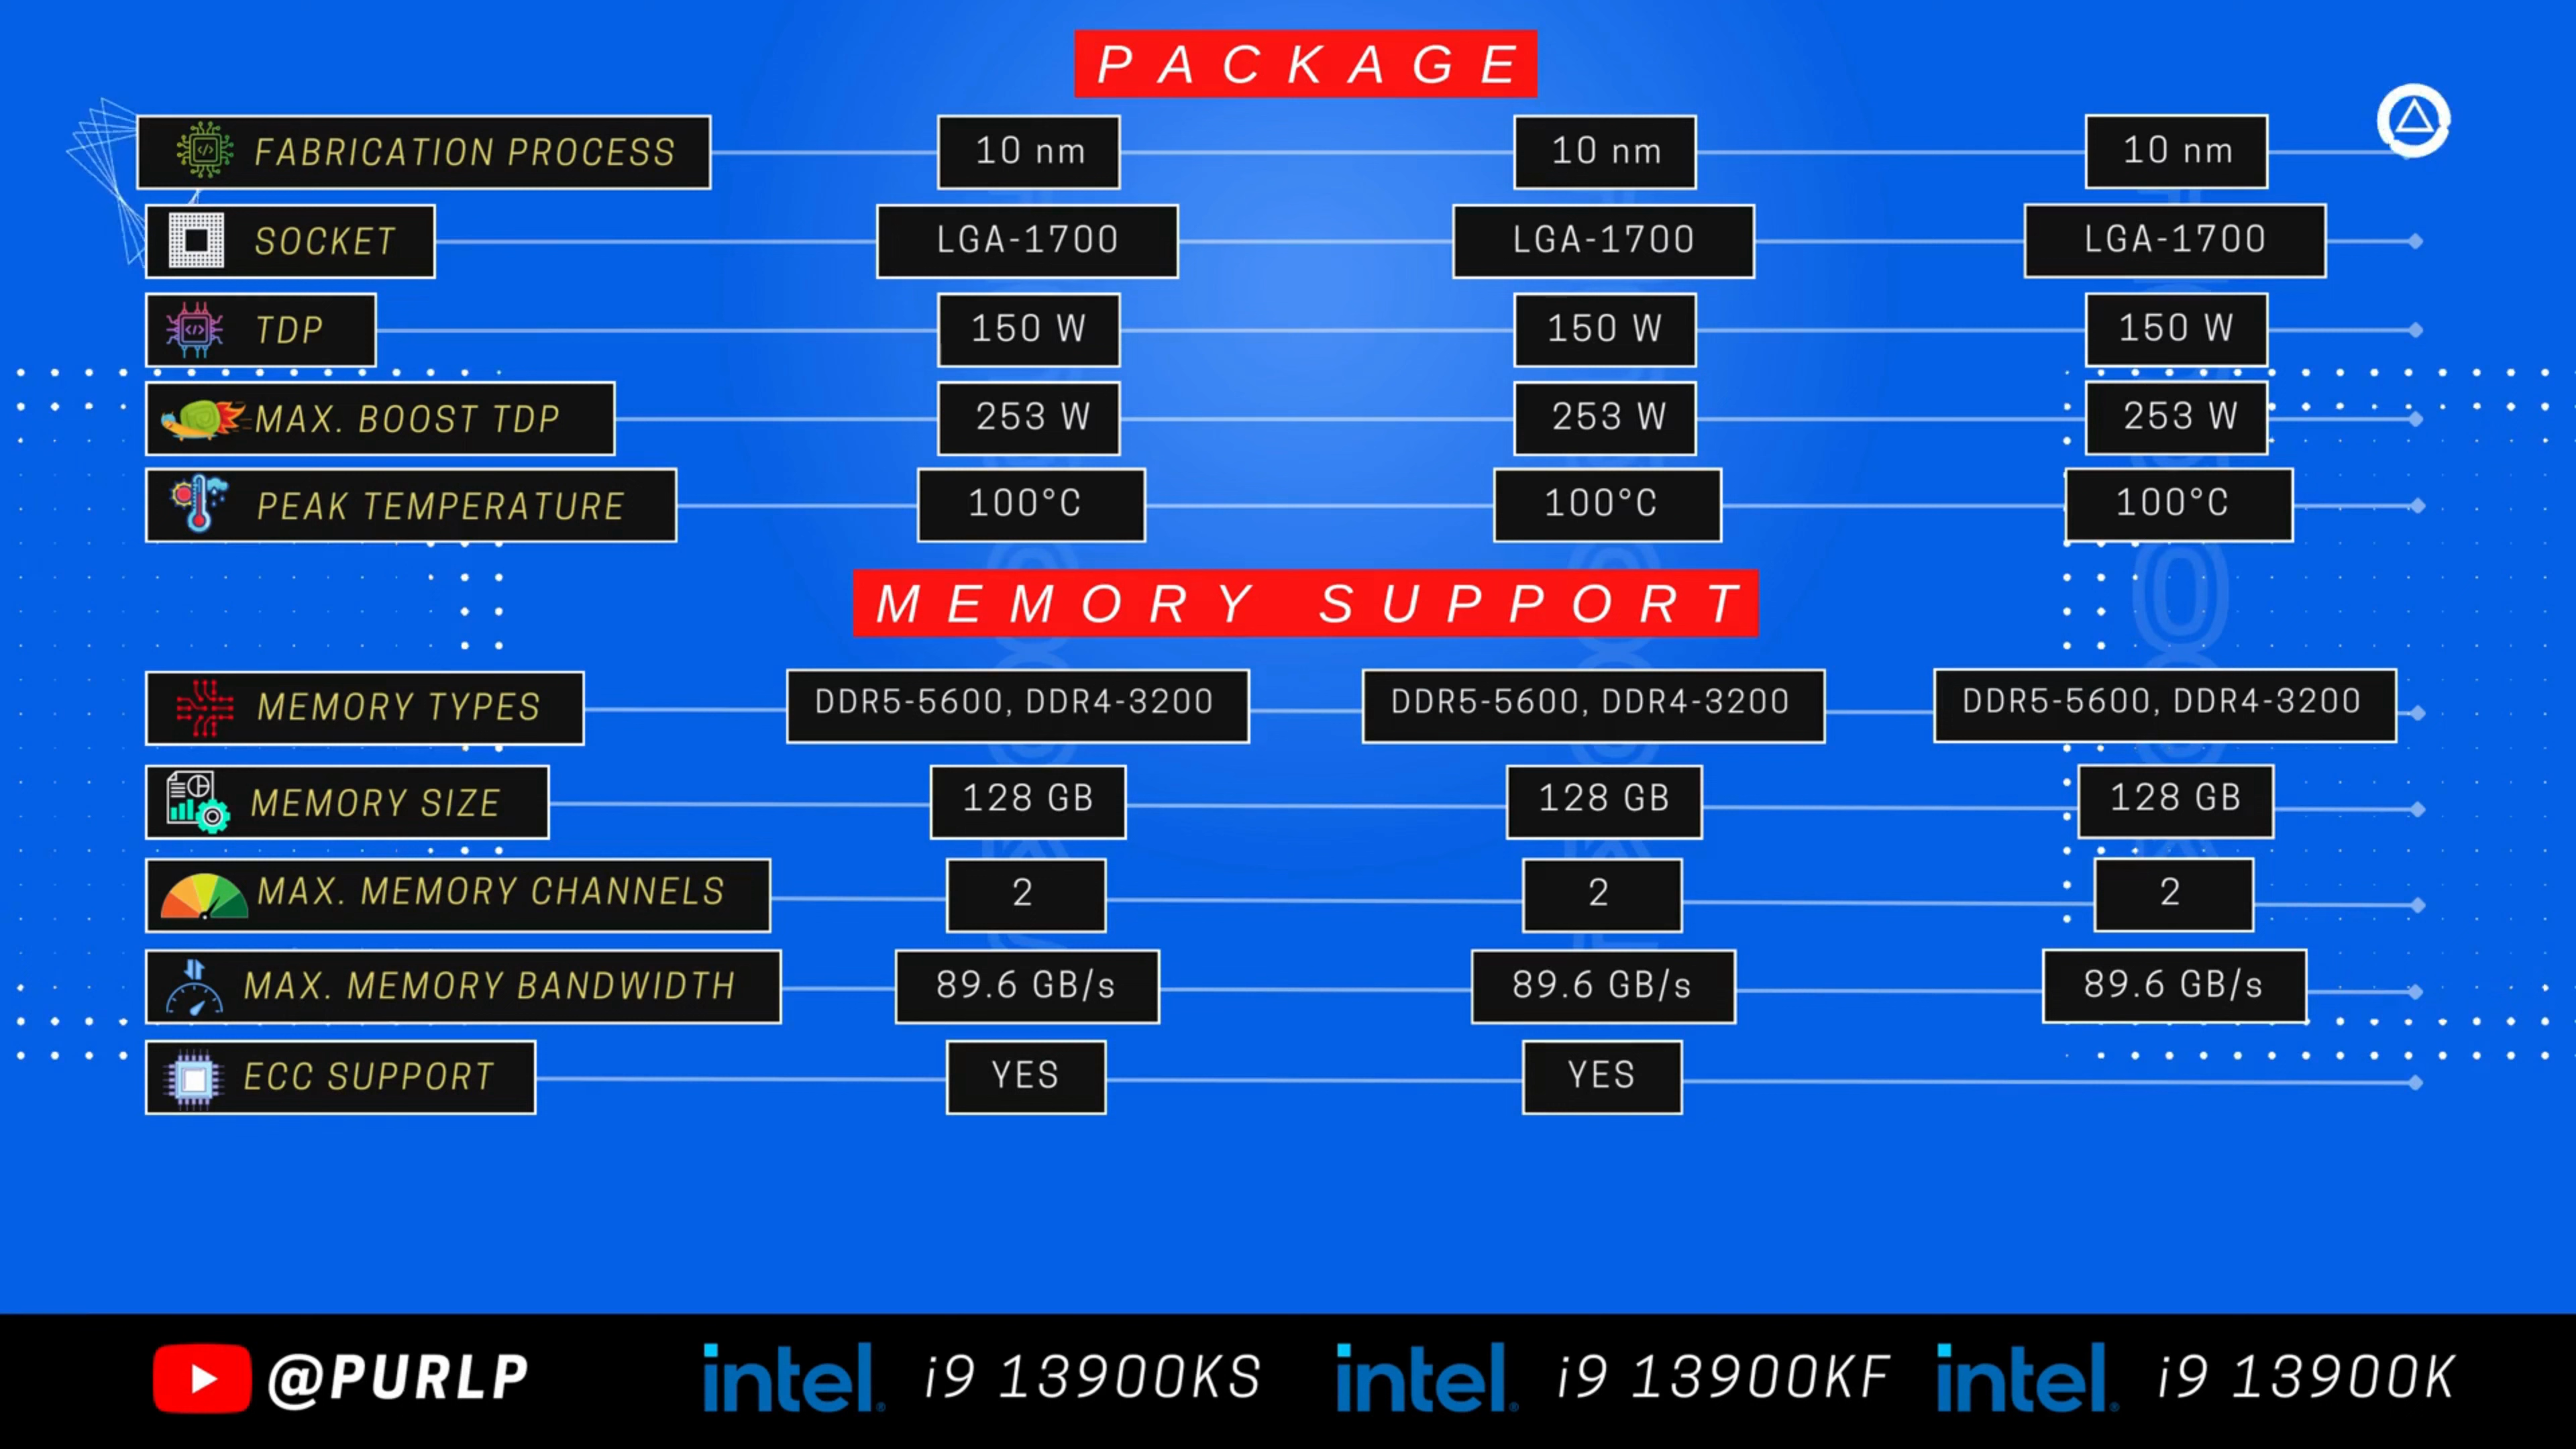 PACKAGE
FABRICATION PROCESS 10 nm 10 nm 10 nm
SOCKET LGA-1700 LGA-1700 LGA-1700
TDP 150 W 150 W 150 W
MAX. BOOST TDP 253 W 253 W 253 W
PEAK TEMPERATURE 100°C 100°C 100°C
MEMORY SUPPORT
MEMORY TYPES DDR5-5600, DDR4-3200 DDR5-5600, DDR4-3200 DDR5-5600, DDR4-3200
MEMORY SIZE 128 GB 128 GB 128 GB
MAX. MEMORY CHANNELS 2 2 2
MAX. MEMORY BANDWIDTH 89.6 GB/s 89.6 GB/s 89.6 GB/s
ECC SUPPORT YES YES
@PURLP intel® i9 13900KS intel® i9 13900KF intel® i9 13900K